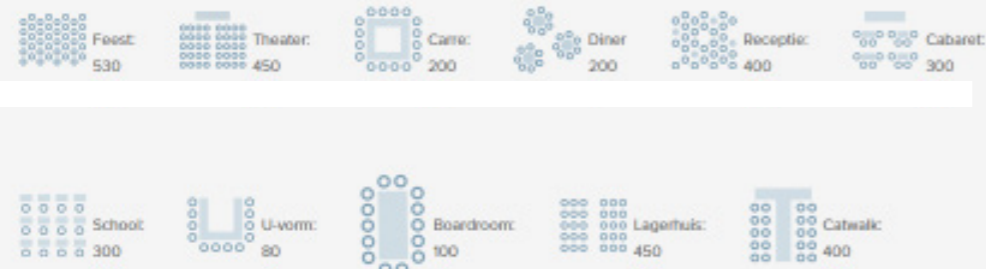 Feest:
530
Theater:
450
Carre:
200
Diner
200
Receptie:
400
Cabaret:
300
School:
300
U-vorm:
80
Boardroom:
100
Lagerhuis:
450
Catwalk:
400